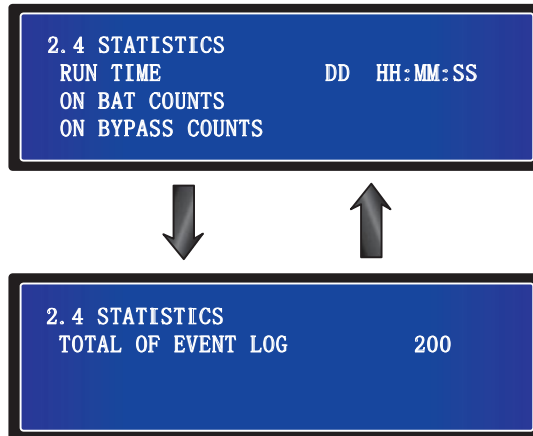 2.4 STATISTICS
RUN TIME DD HH:MM:SS
ON BAT COUNTS
ON BYPASS COUNTS
2.4 STATISTICS
TOTAL OF EVENT LOG 200